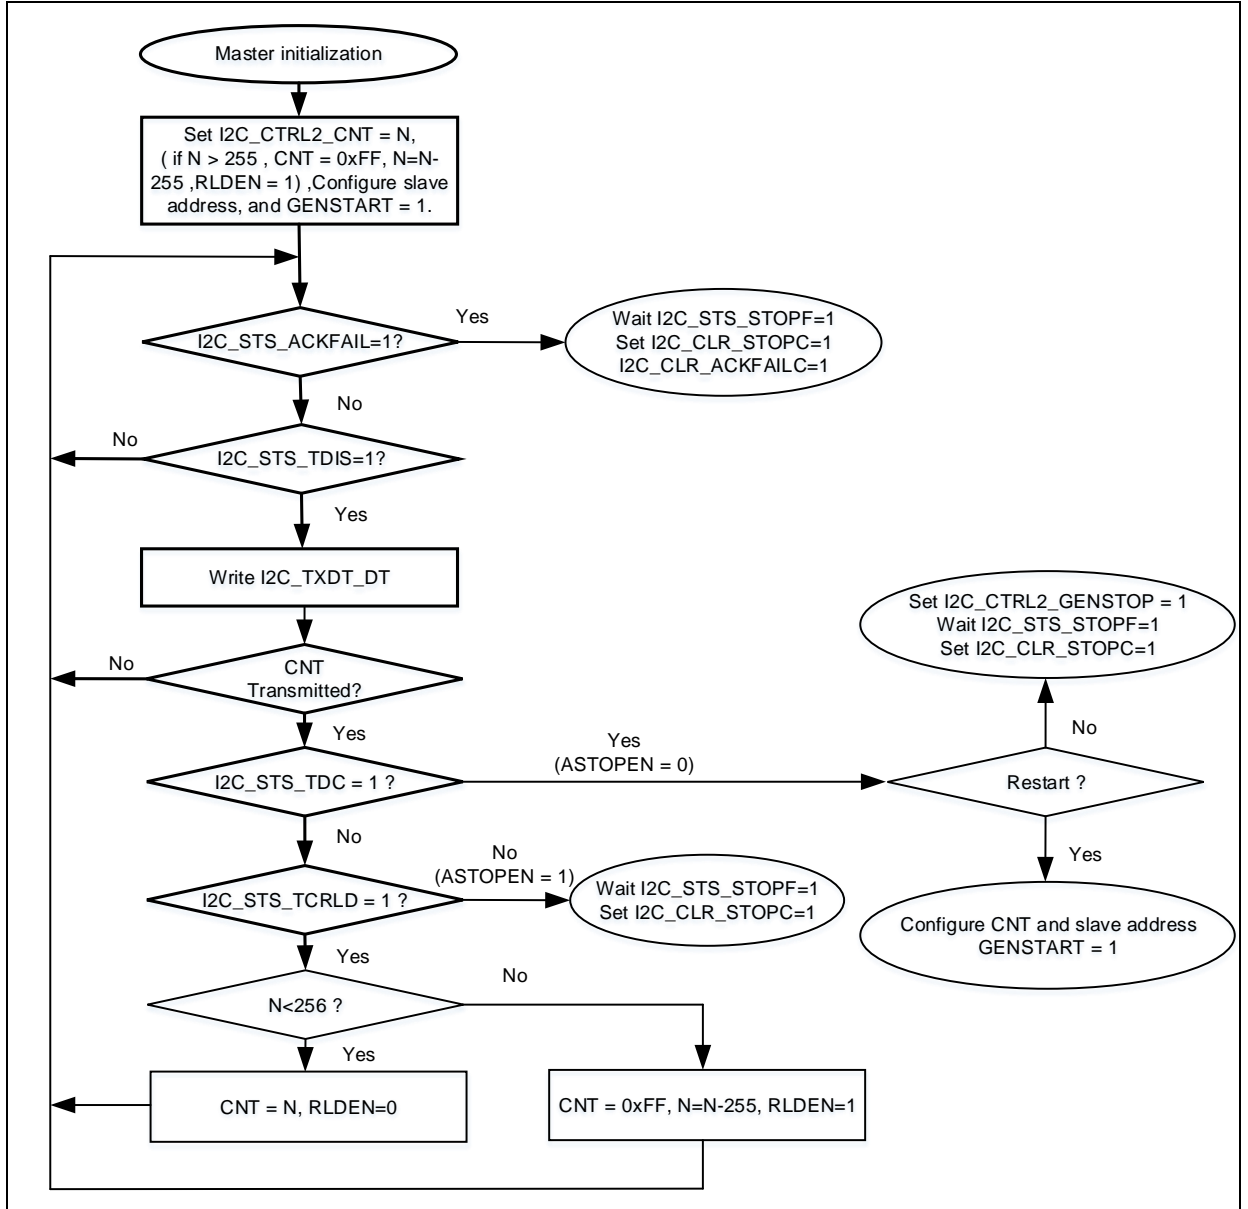 Master initialization
Set I2C_CTRL2_CNT = N,
( if N > 255 , CNT = 0xFF, N=N-
255 ,RLDEN = 1) ,Configure slave
address, and GENSTART = 1.
I2C_STS_ACKFAIL=1?
Yes
Wait I2C_STS_STOPF=1
Set I2C_CLR_STOPC=1
I2C_CLR_ACKFAILC=1
No
No
I2C_STS_TDIS=1?
Yes
Write I2C_TXDT_DT
No
CNT
Transmitted?
Yes
I2C_STS_TDC = 1 ?
Yes
(ASTOPEN = 0)
Set I2C_CTRL2_GENSTOP = 1
Wait I2C_STS_STOPF=1
Set I2C_CLR_STOPC=1
No
Restart ?
Yes
Configure CNT and slave address
GENSTART = 1
No
I2C_STS_TCRLD = 1 ?
No
(ASTOPEN = 1)
Wait I2C_STS_STOPF=1
Set I2C_CLR_STOPC=1
Yes
N<256 ?
No
Yes
CNT = N, RLDEN=0
CNT = 0xFF, N=N-255, RLDEN=1